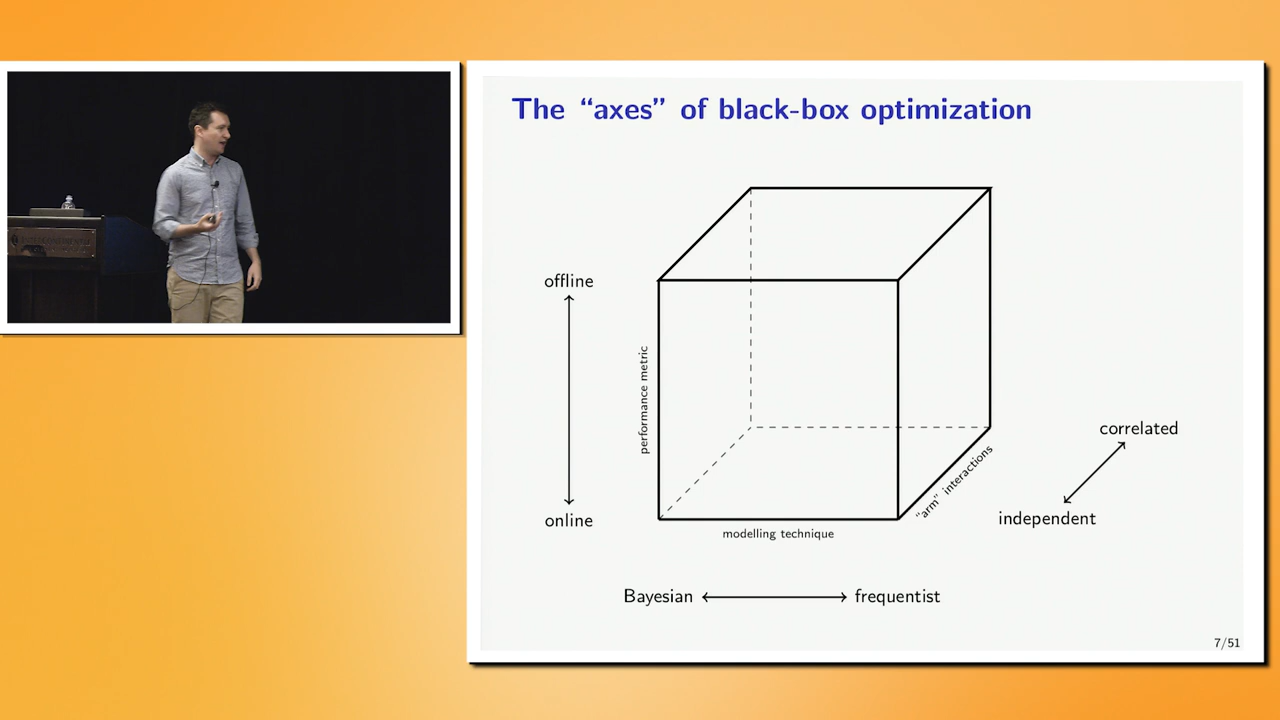 The “axes” of black-box optimization
offline
performance metric
correlated
“arm” interactions
online
independent
modelling technique
Bayesian
frequentist
7/51